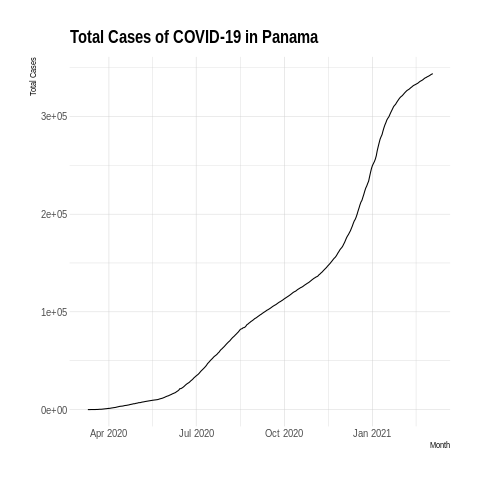 Total Cases of COVID-19 in Panama
Total Cases
3e+05
2e+05
1e+05
0e+00
Apr 2020 Jul 2020 Oct 2020 Jan 2021
Month